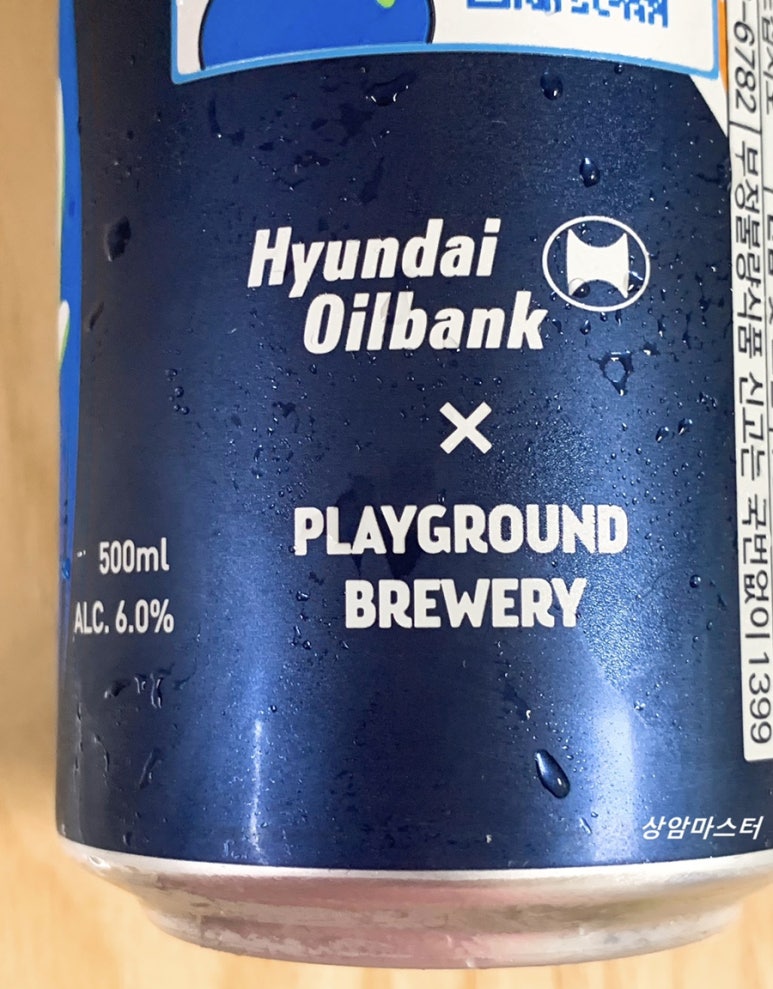 Hyundai
Oilbank
×
PLAYGROUND
BREWERY
500ml
ALC. 6.0%
-6782 | 부정불량식품 신고는 국번없이 1399
상암마스터